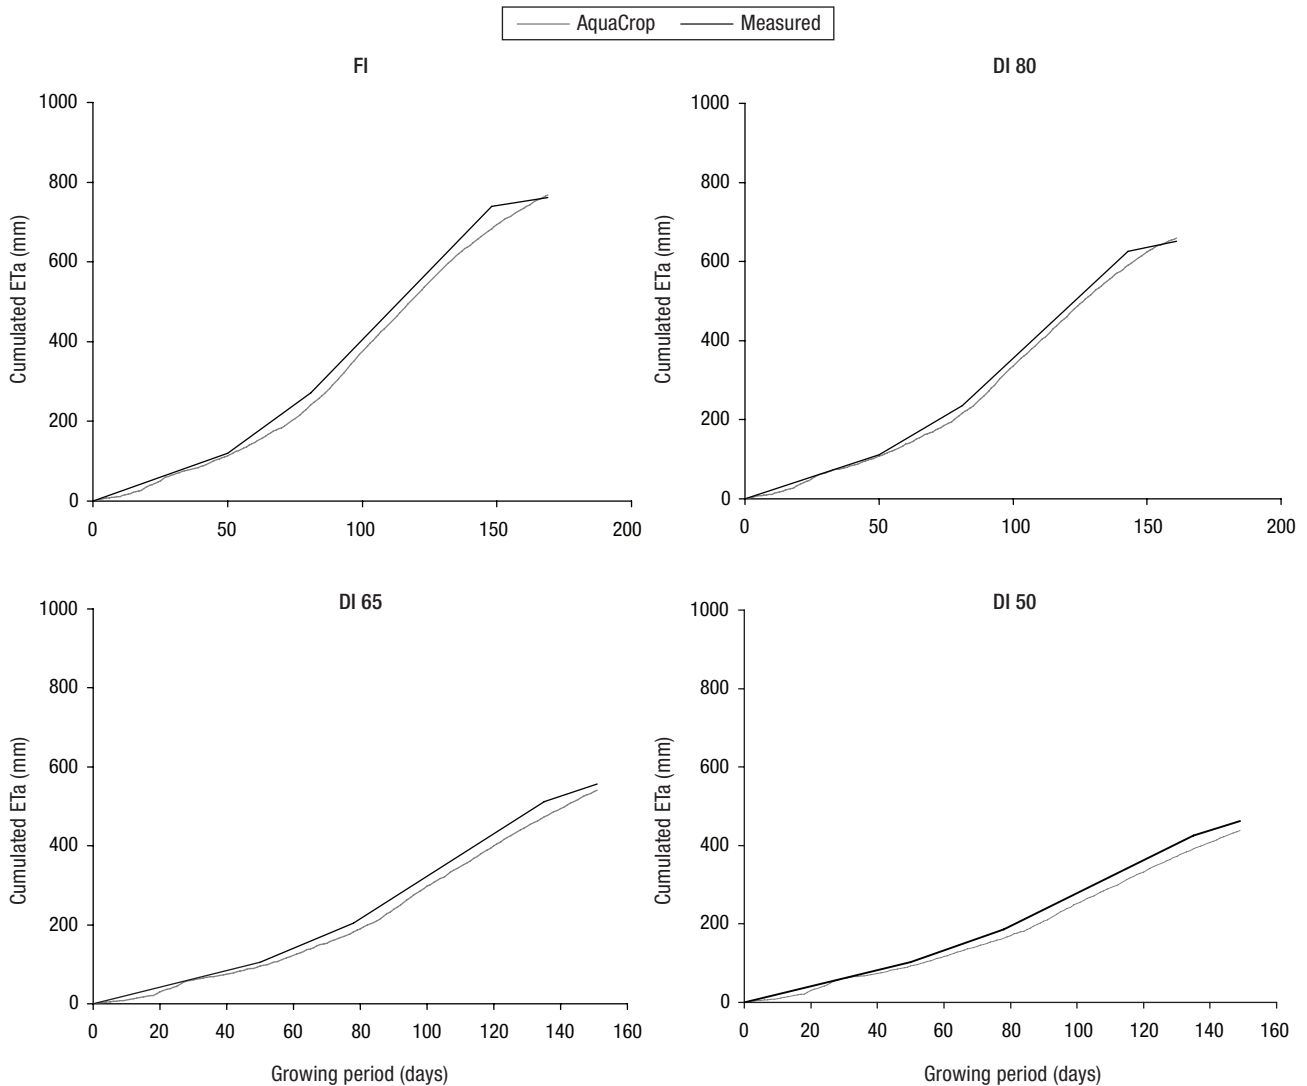 AquaCrop Measured
FI
Cumulated ETa (mm)
1000
800
600
400
200
0
0 50 100 150 200
DI 80
Cumulated ETa (mm)
1000
800
600
400
200
0
0 50 100 150 200
DI 65
Cumulated ETa (mm)
1000
800
600
400
200
0
0 20 40 60 80 100 120 140 160
Growing period (days)
DI 50
Cumulated ETa (mm)
1000
800
600
400
200
0
0 20 40 60 80 100 120 140 160
Growing period (days)